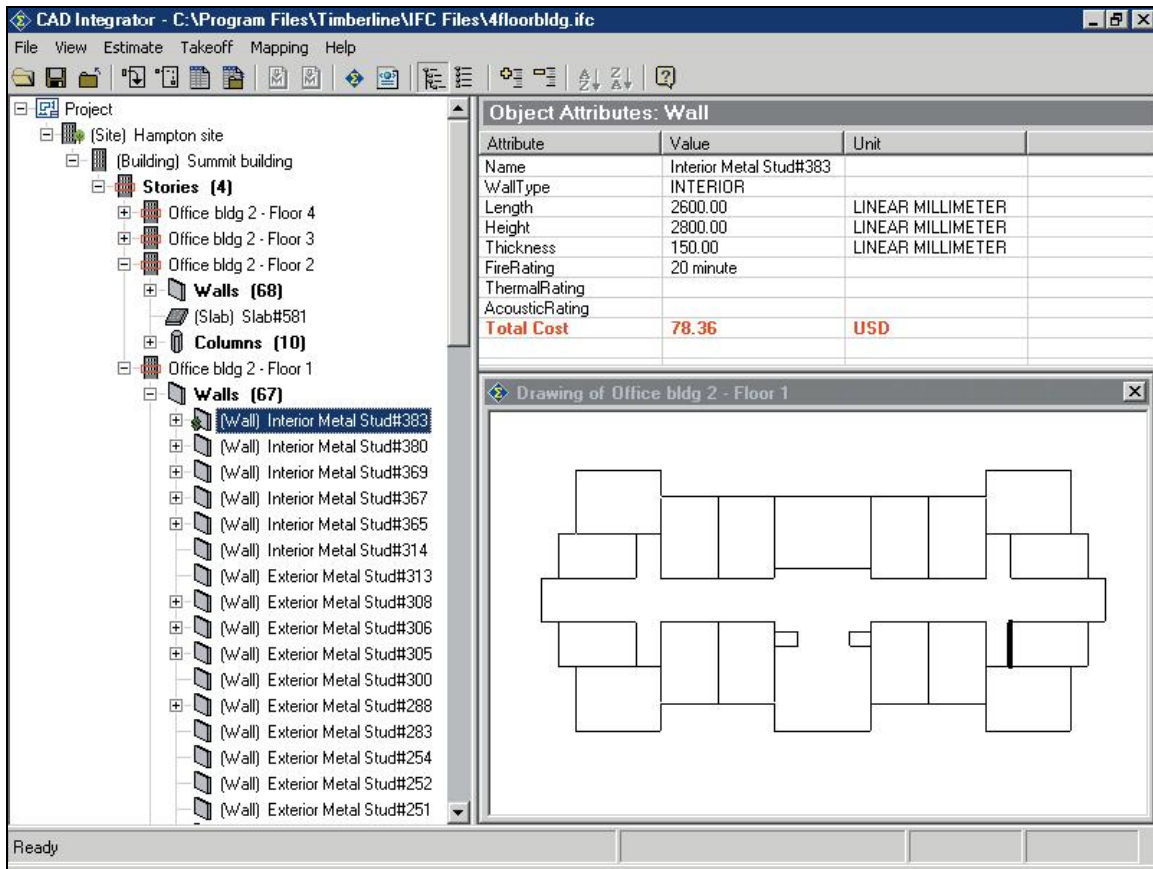 CAD Integrator - C:\Program Files\Timberline\IFC Files\4floorbldg.ifc
File View Estimate Takeoff Mapping Help
Project
(Site) Hampton site
(Building) Summit building
Stories (4)
Office bldg 2 - Floor 4
Office bldg 2 - Floor 3
Office bldg 2 - Floor 2
Walls (68)
(Slab) Slab#581
Columns (10)
Office bldg 2 - Floor 1
Walls (67)
(Wall) Interior Metal Stud#383
(Wall) Interior Metal Stud#380
(Wall) Interior Metal Stud#369
(Wall) Interior Metal Stud#367
(Wall) Interior Metal Stud#365
(Wall) Interior Metal Stud#314
(Wall) Exterior Metal Stud#313
(Wall) Exterior Metal Stud#308
(Wall) Exterior Metal Stud#306
(Wall) Exterior Metal Stud#305
(Wall) Exterior Metal Stud#300
(Wall) Exterior Metal Stud#288
(Wall) Exterior Metal Stud#283
(Wall) Exterior Metal Stud#254
(Wall) Exterior Metal Stud#252
(Wall) Exterior Metal Stud#251
Object Attributes: Wall
Attribute Value Unit
Name Interior Metal Stud#383
WallType INTERIOR
Length 2600.00 LINEAR MILLIMETER
Height 2800.00 LINEAR MILLIMETER
Thickness 150.00 LINEAR MILLIMETER
FireRating 20 minute
ThermalRating
AcousticRating
Total Cost 78.36 USD
Drawing of Office bldg 2 - Floor 1
Ready